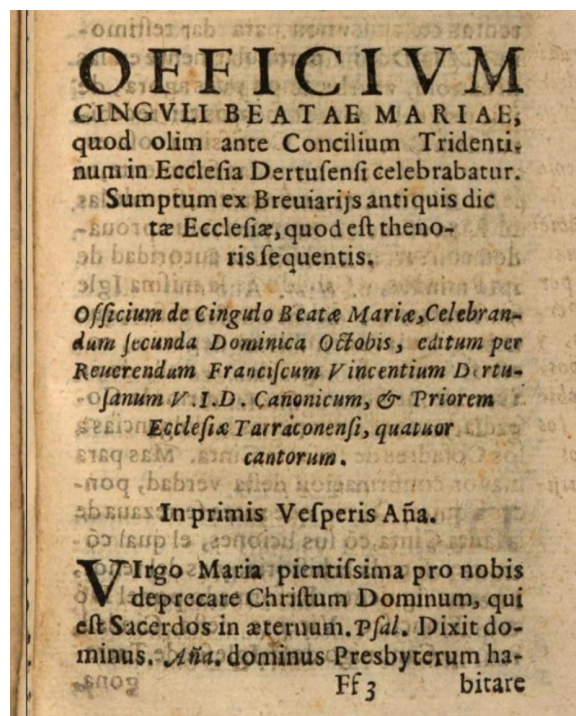 OFFICIVM
CINGVLI BEATAE MARIAE,
quod olim ante Concilium Tridenti-
num in Ecclesia Dertusensi celebrabatur.
Sumptum ex Breuiarijs antiquis dic
tæ Ecclesiæ, quod est theno-
ris sequentis.
Officium de Cingulo Beatæ Mariæ, Celebran-
dum secunda Dominica Octobis, editum per
Reuerendum Franciscum Vincentium Dertu-
sanum V.I.D. Canonicum, & Priorem
Ecclesiæ Tarraconensi, quatuor
cantorum.
In primis Vesperis Aña.
VIrgo Maria pientissima pro nobis
deprecare Christum Dominum, qui
est Sacerdos in æternum. Psal. Dixit do-
minus. Aña. dominus Presbyterum ha-
Ff 3 bitare